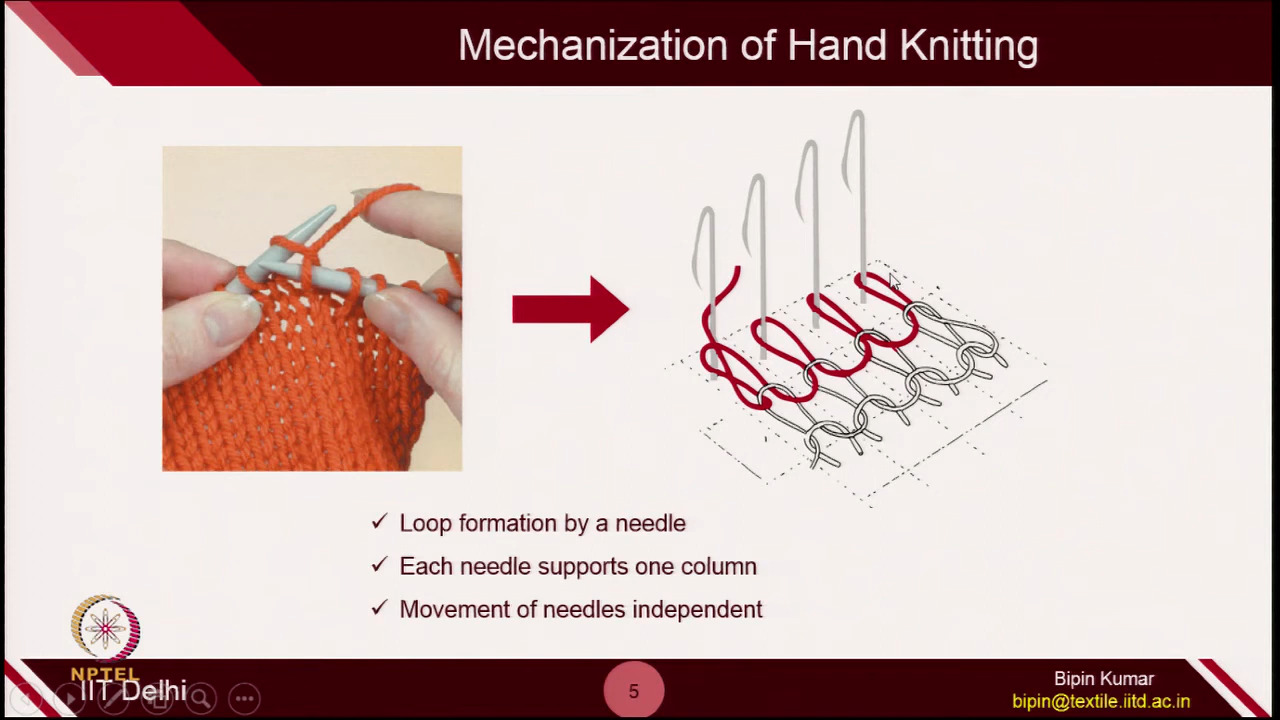 Mechanization of Hand Knitting
✓ Loop formation by a needle
✓ Each needle supports one column
✓ Movement of needles independent
NPTEL
IIT Delhi
5
Bipin Kumar
bipin@textile.iitd.ac.in